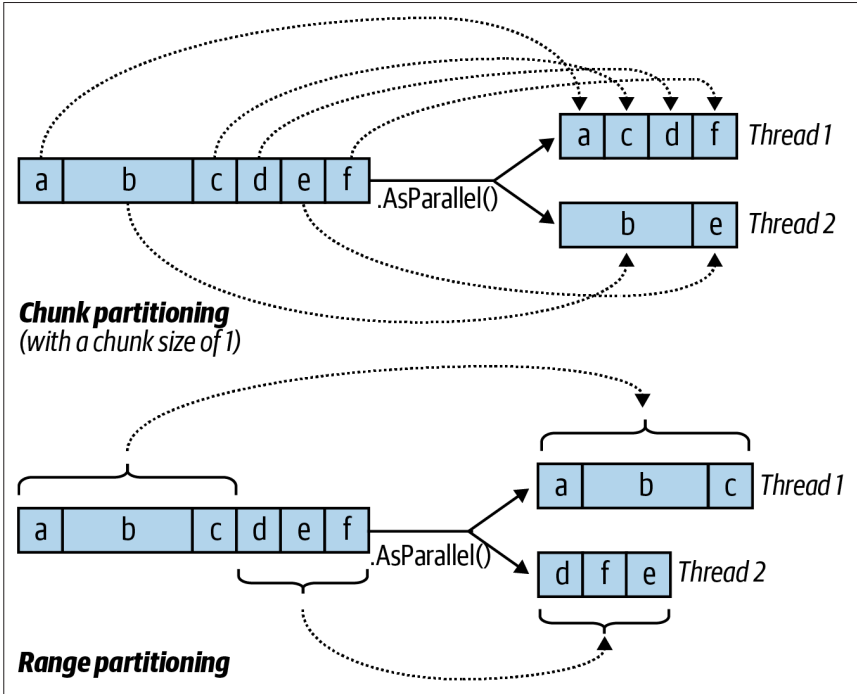 a c d f Thread 1
a b c d e f
.AsParallel()
b e Thread 2
Chunk partitioning
(with a chunk size of 1)
a b c Thread 1
a b c d e f
.AsParallel()
d f e Thread 2
Range partitioning